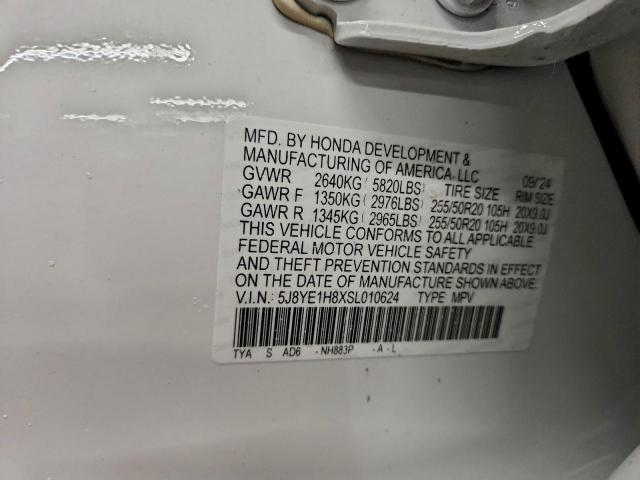 MFD. BY HONDA DEVELOPMENT &
MANUFACTURING OF AMERICA, LLC 09/24
GVWR 2640KG( 5820LBS) TIRE SIZE RIM SIZE
GAWR F 1350KG( 2976LBS) 255/50R20 105H 20X9.0J
GAWR R 1345KG( 2965LBS) 255/50R20 105H 20X9.0J
THIS VEHICLE CONFORMS TO ALL APPLICABLE
FEDERAL MOTOR VEHICLE SAFETY
AND THEFT PREVENTION STANDARDS IN EFFECT
ON THE DATE OF MANUFACTURE SHOWN ABOVE.
V.I.N.: 5J8YE1H8XSL010624 TYPE MPV
TYA S AD6 -NH883P -A-L